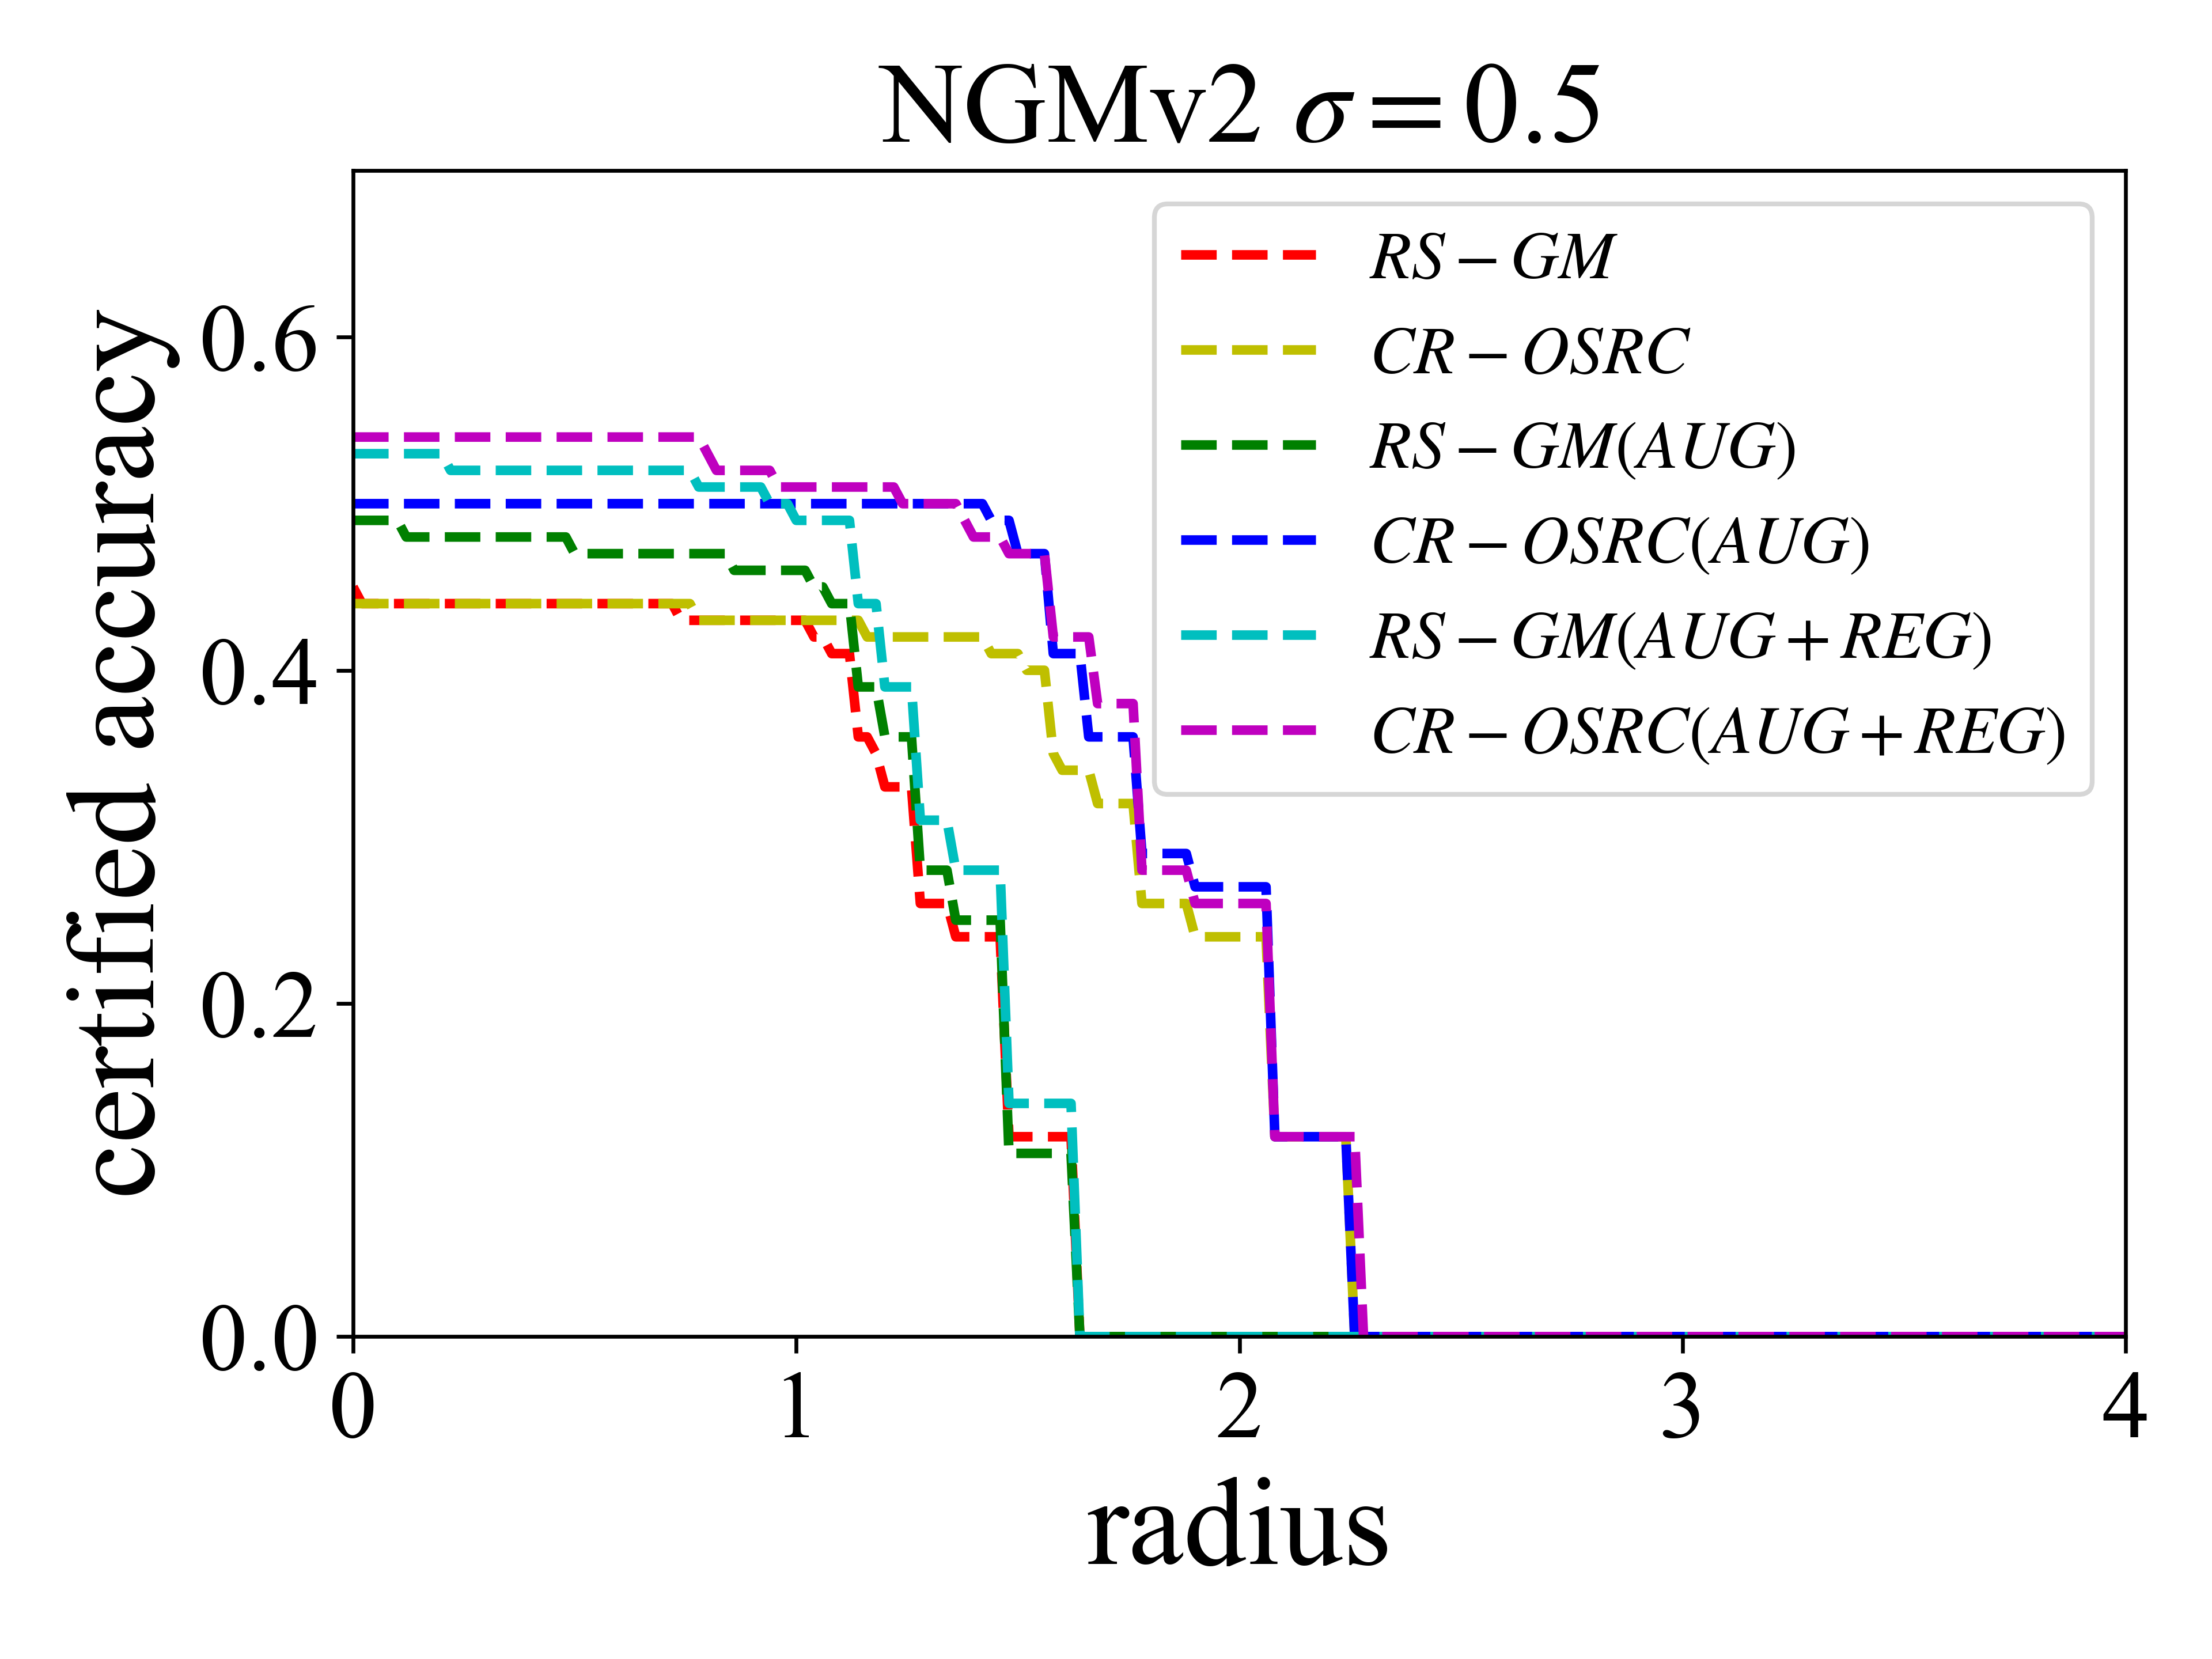 NGMv2 σ = 0.5
certified accuracy
0.6
0.4
0.2
0.0
RS − GM
CR − OSRC
RS − GM(AUG)
CR − OSRC(AUG)
RS − GM(AUG + REG)
CR − OSRC(AUG + REG)
0 1 2 3 4
radius